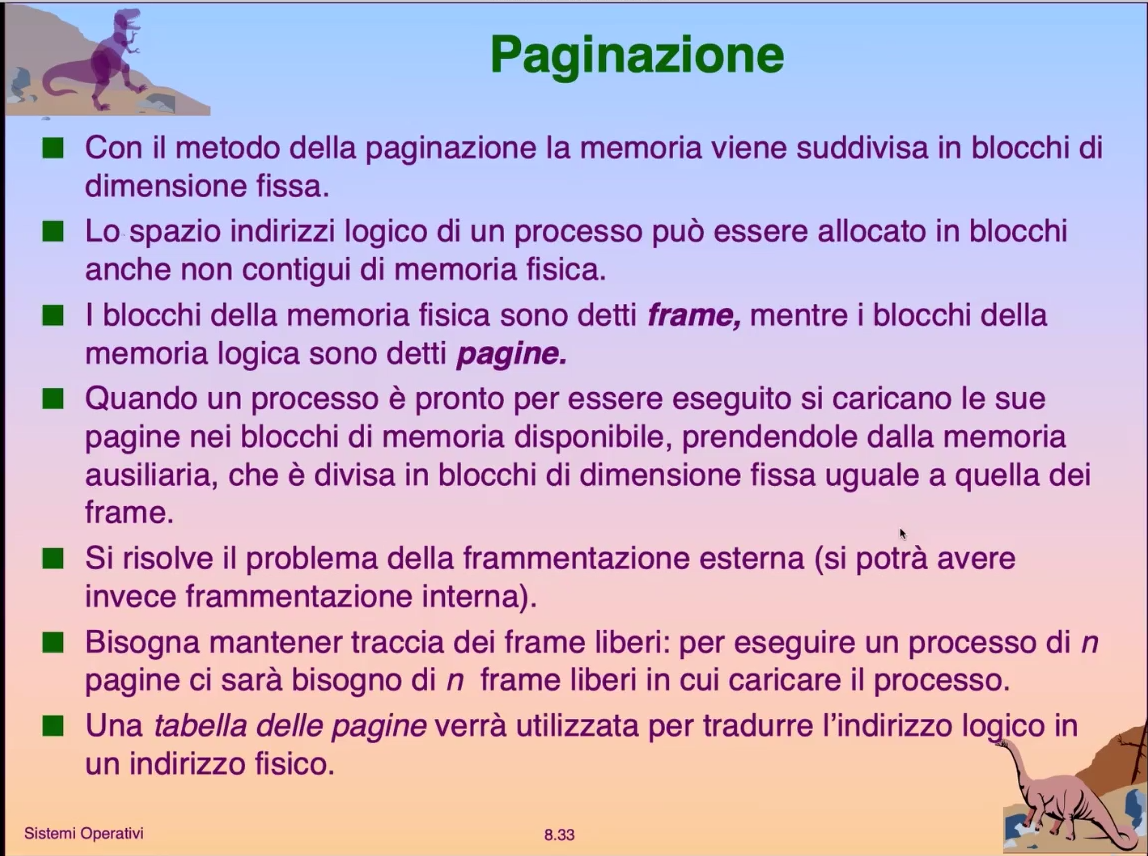 Paginazione
Con il metodo della paginazione la memoria viene suddivisa in blocchi di
dimensione fissa.
Lo spazio indirizzi logico di un processo può essere allocato in blocchi
anche non contigui di memoria fisica.
I blocchi della memoria fisica sono detti frame, mentre i blocchi della
memoria logica sono detti pagine.
Quando un processo è pronto per essere eseguito si caricano le sue
pagine nei blocchi di memoria disponibile, prendendole dalla memoria
ausiliaria, che è divisa in blocchi di dimensione fissa uguale a quella dei
frame.
Si risolve il problema della frammentazione esterna (si potrà avere
invece frammentazione interna).
Bisogna mantener traccia dei frame liberi: per eseguire un processo di n
pagine ci sarà bisogno di n frame liberi in cui caricare il processo.
Una tabella delle pagine verrà utilizzata per tradurre l'indirizzo logico in
un indirizzo fisico.
Sistemi Operativi
8.33